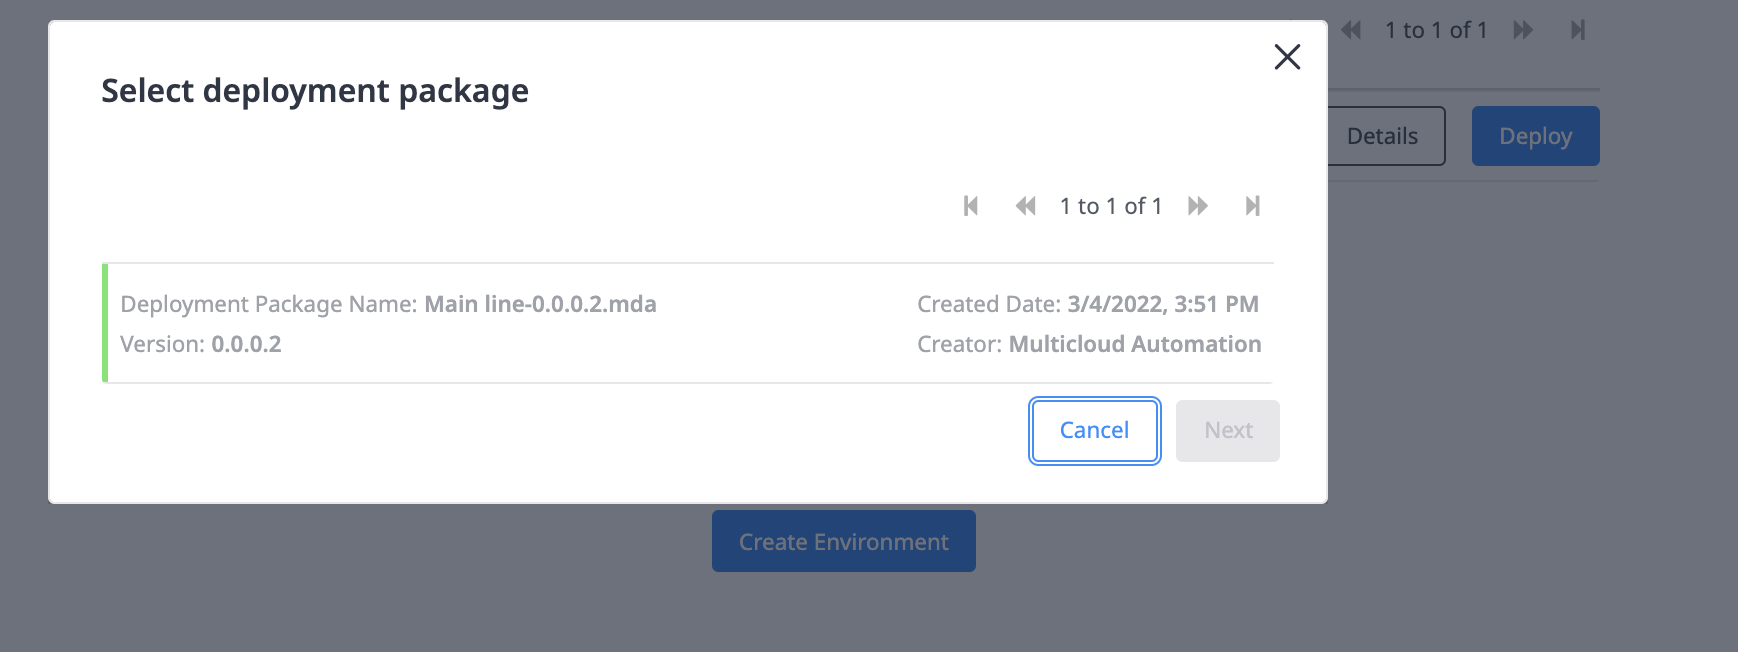 1 to 1 of 1
Select deployment package
Details
Deploy
1 to 1 of 1
Deployment Package Name: Main line-0.0.0.2.mda
Created Date: 3/4/2022, 3:51 PM
Version: 0.0.0.2
Creator: Multicloud Automation
Cancel
Next
Create Environment